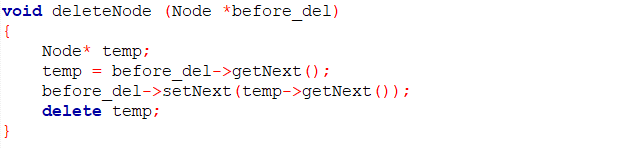 void deleteNode (Node *before_del)
{
    Node* temp;
    temp = before_del->getNext();
    before_del->setNext(temp->getNext());
    delete temp;
}